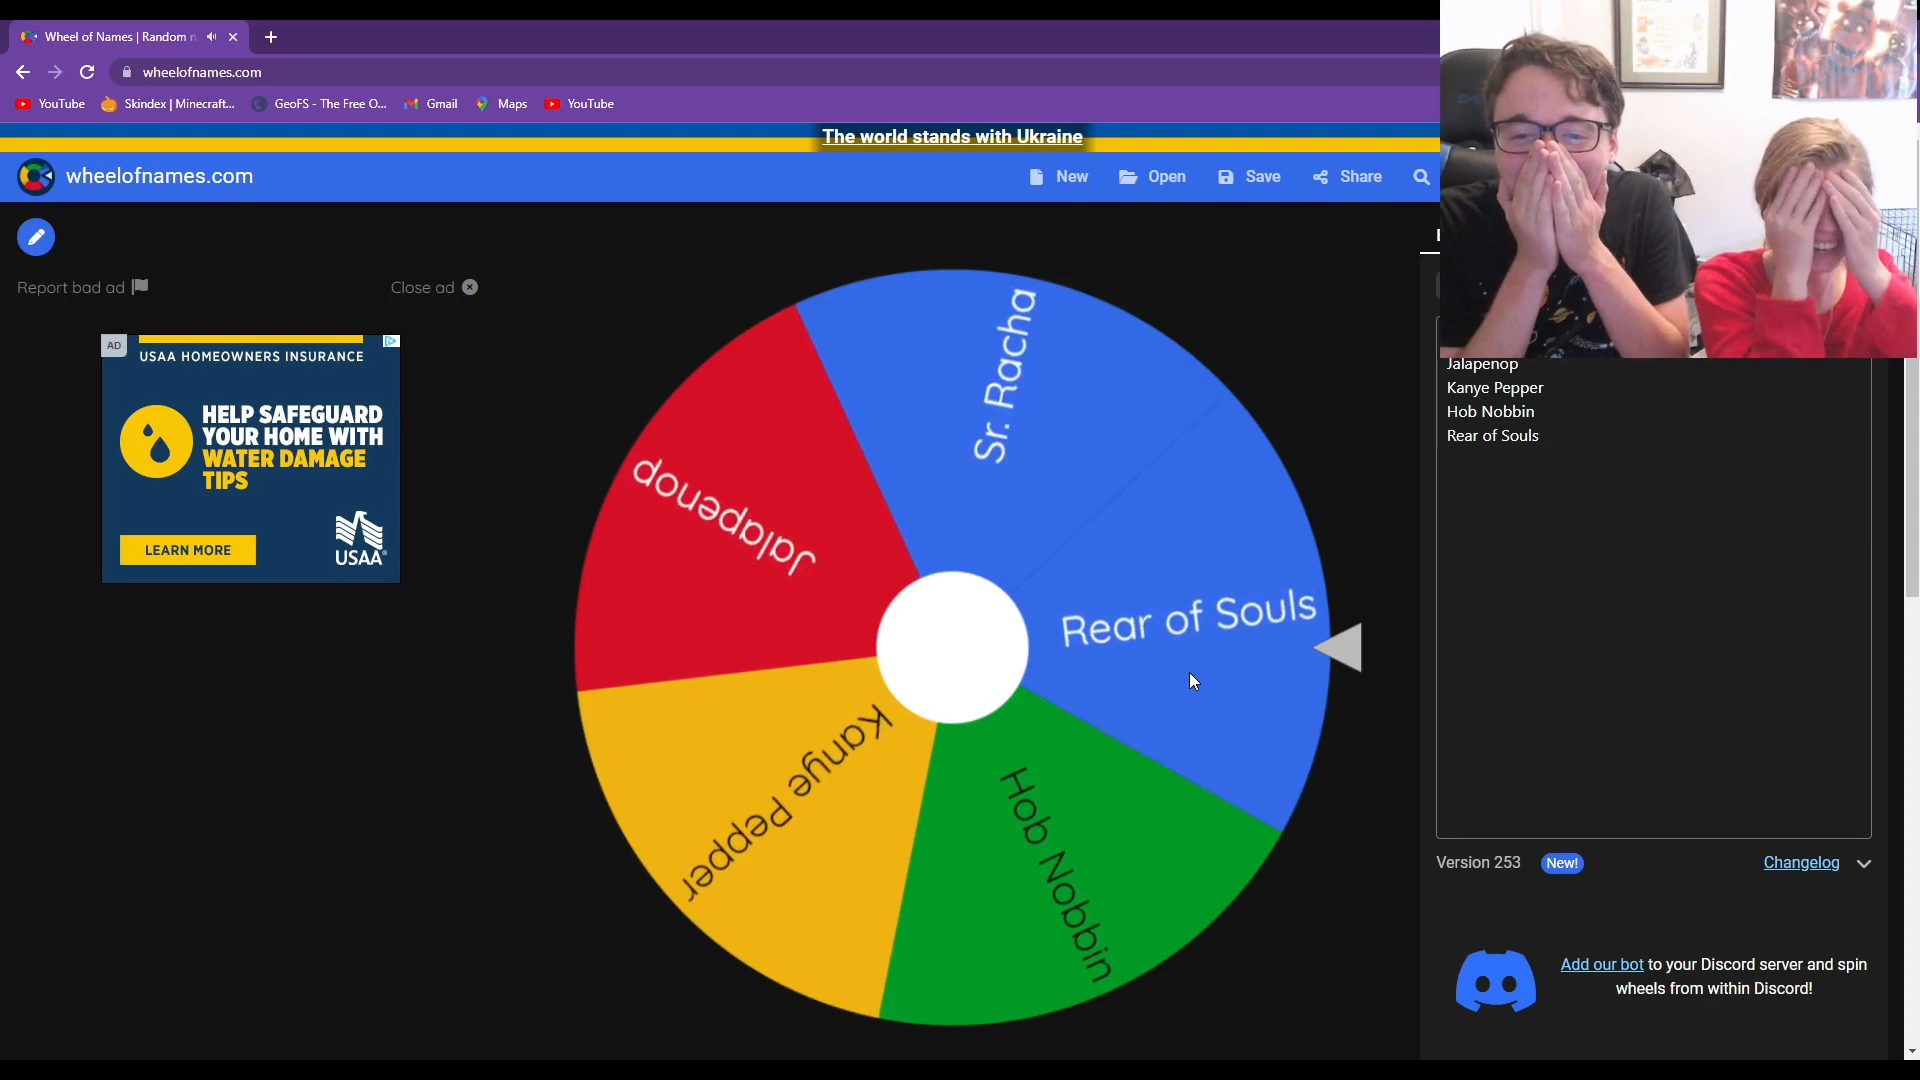 Wheel of Names | Random n
wheelofnames.com
YouTube
Skindex | Minecraft...
GeoFS - The Free O...
Gmail
Maps
YouTube
The world stands with Ukraine
wheelofnames.com
New
Open
Save
Share
Report bad ad
Close ad
AD
USAA HOMEOWNERS INSURANCE
HELP SAFEGUARD
YOUR HOME WITH
WATER DAMAGE
TIPS
LEARN MORE
USAA
Sr. Racha
Rear of Souls
Hob Nobbin
Kanye Pepper
Jalapenop
Jalapenop
Kanye Pepper
Hob Nobbin
Rear of Souls
Version 253
New!
Changelog
Add our bot to your Discord server and spin
wheels from within Discord!